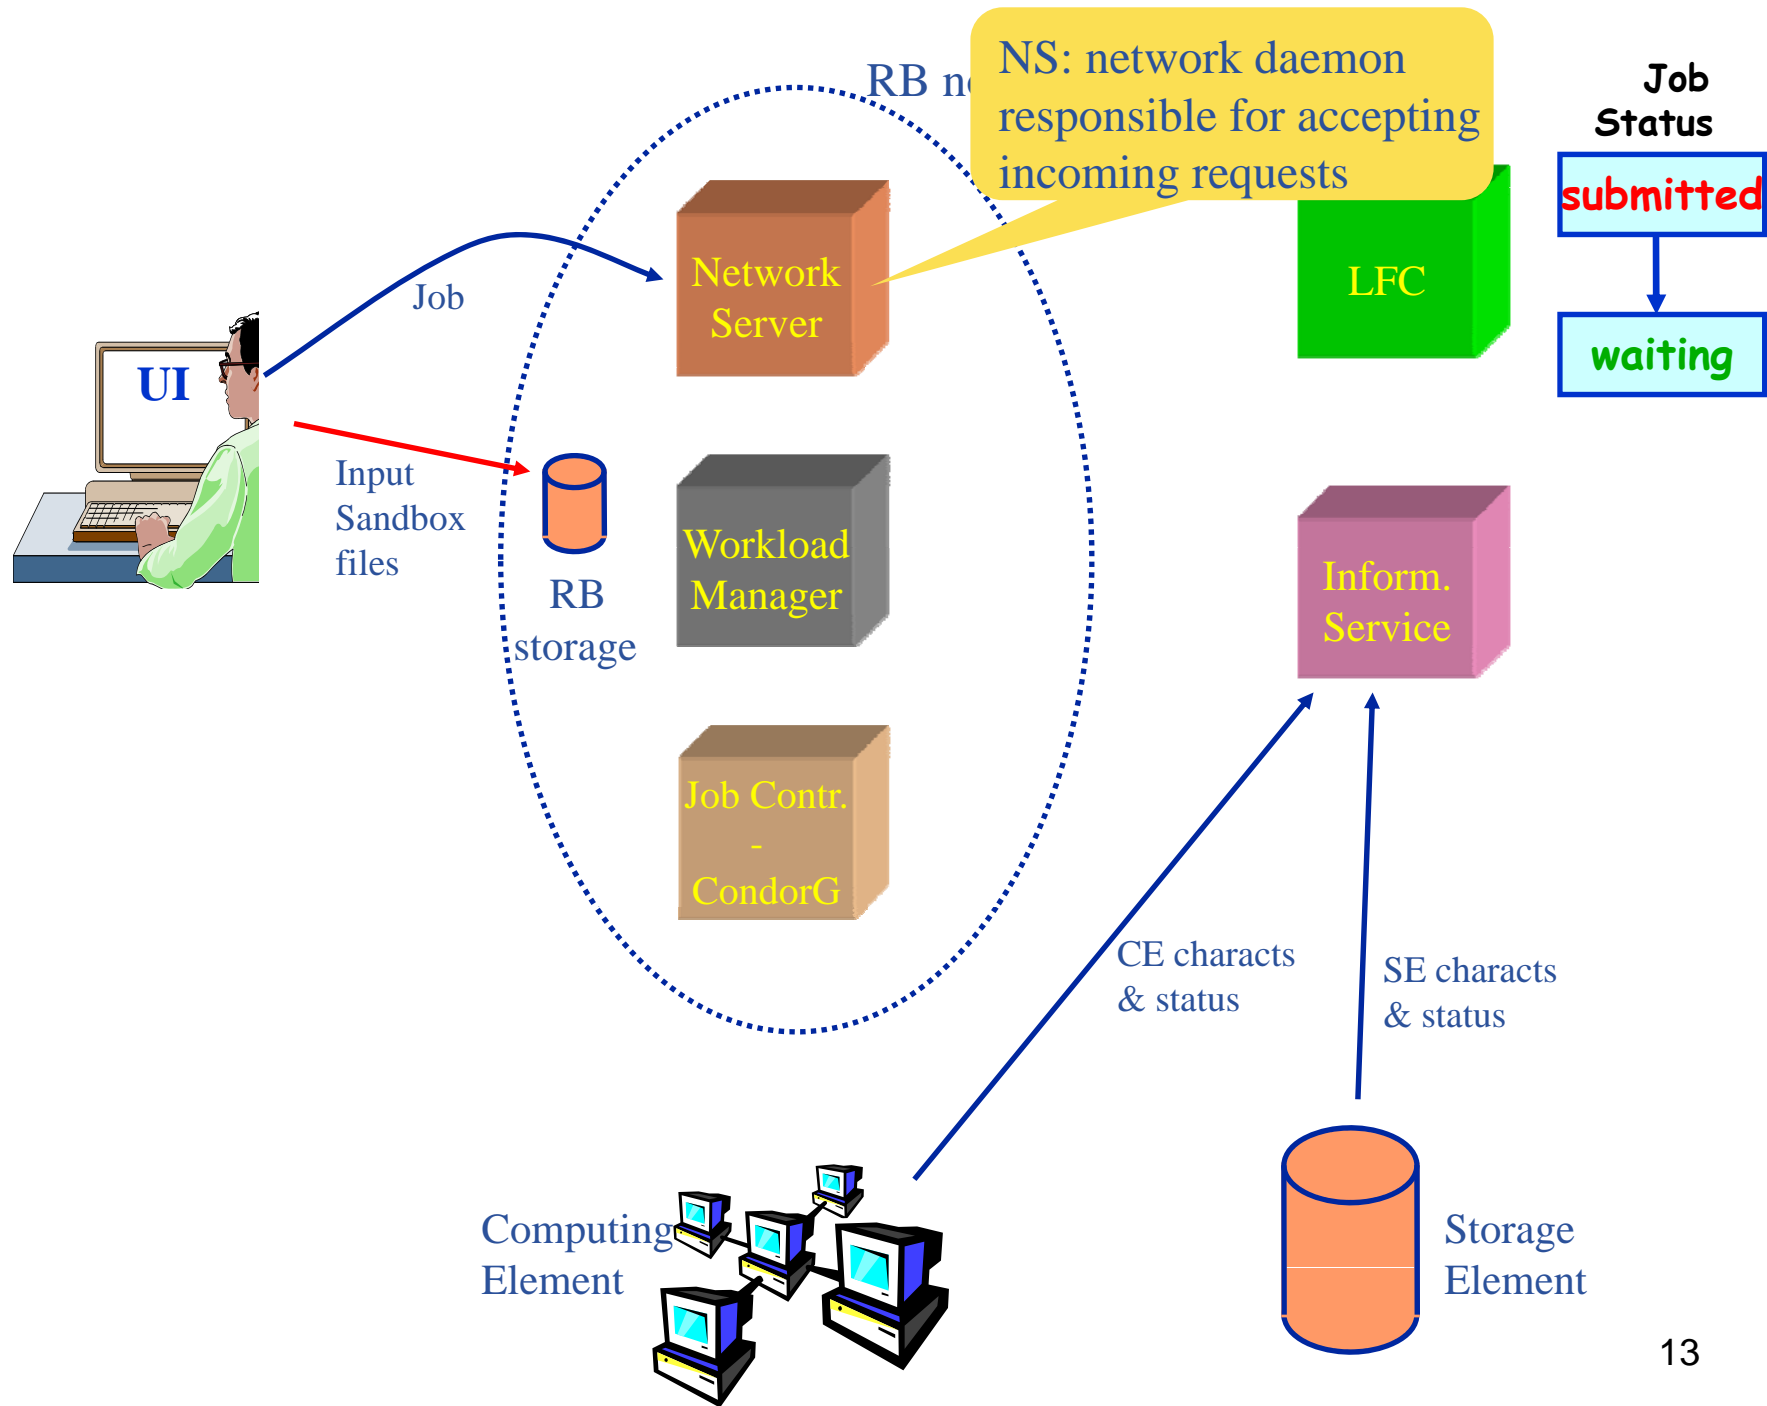 RB
NS: network daemon
responsible for accepting
incoming requests
Job
Status
submitted
waiting
Network
Server
LFC
Job
UI
Input
Sandbox
files
RB
storage
Workload
Manager
Inform.
Service
Job Contr.
-
CondorG
CE characts
& status
SE characts
& status
Computing
Element
Storage
Element
13